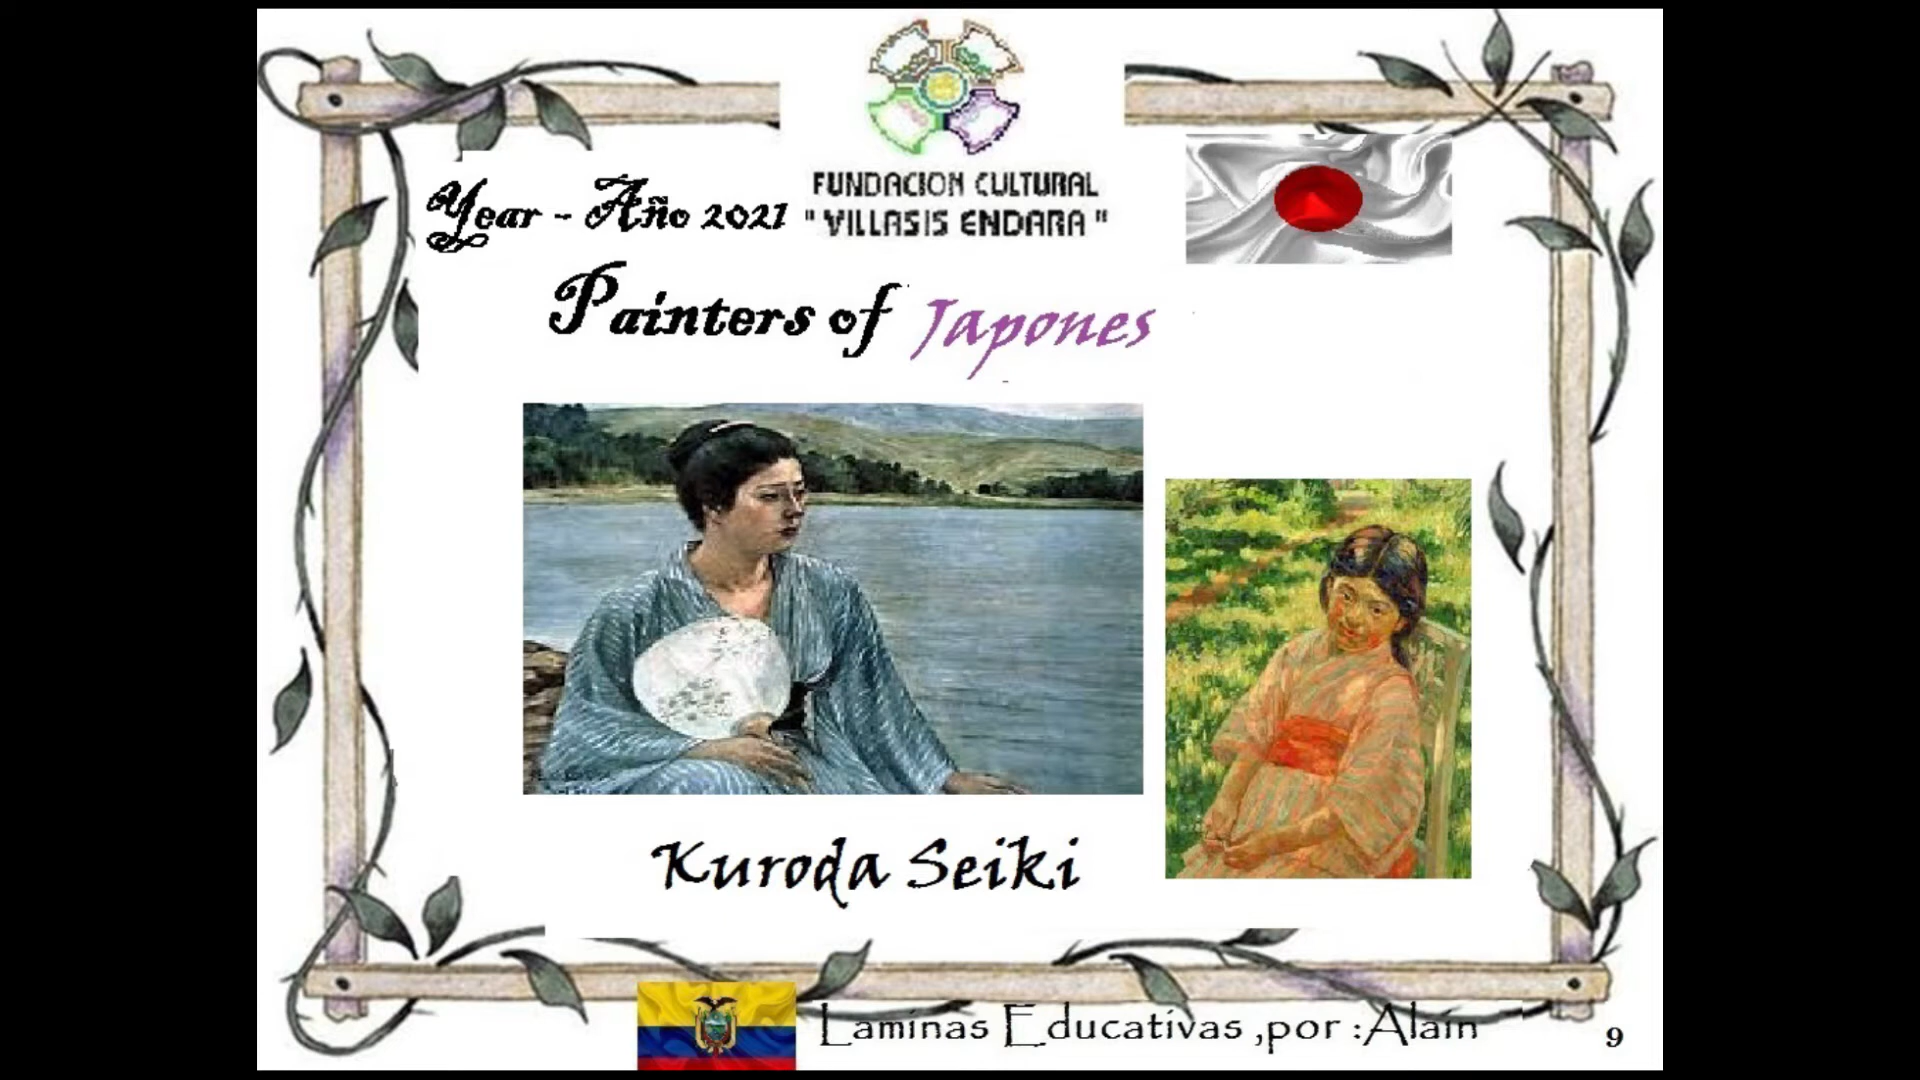 FUNDACION CULTURAL
Year - Año 2021 "VILLASIS ENDARA"
Painters of Japones
Kuroda Seiki
Laminas Educativas ,por :Alain
9